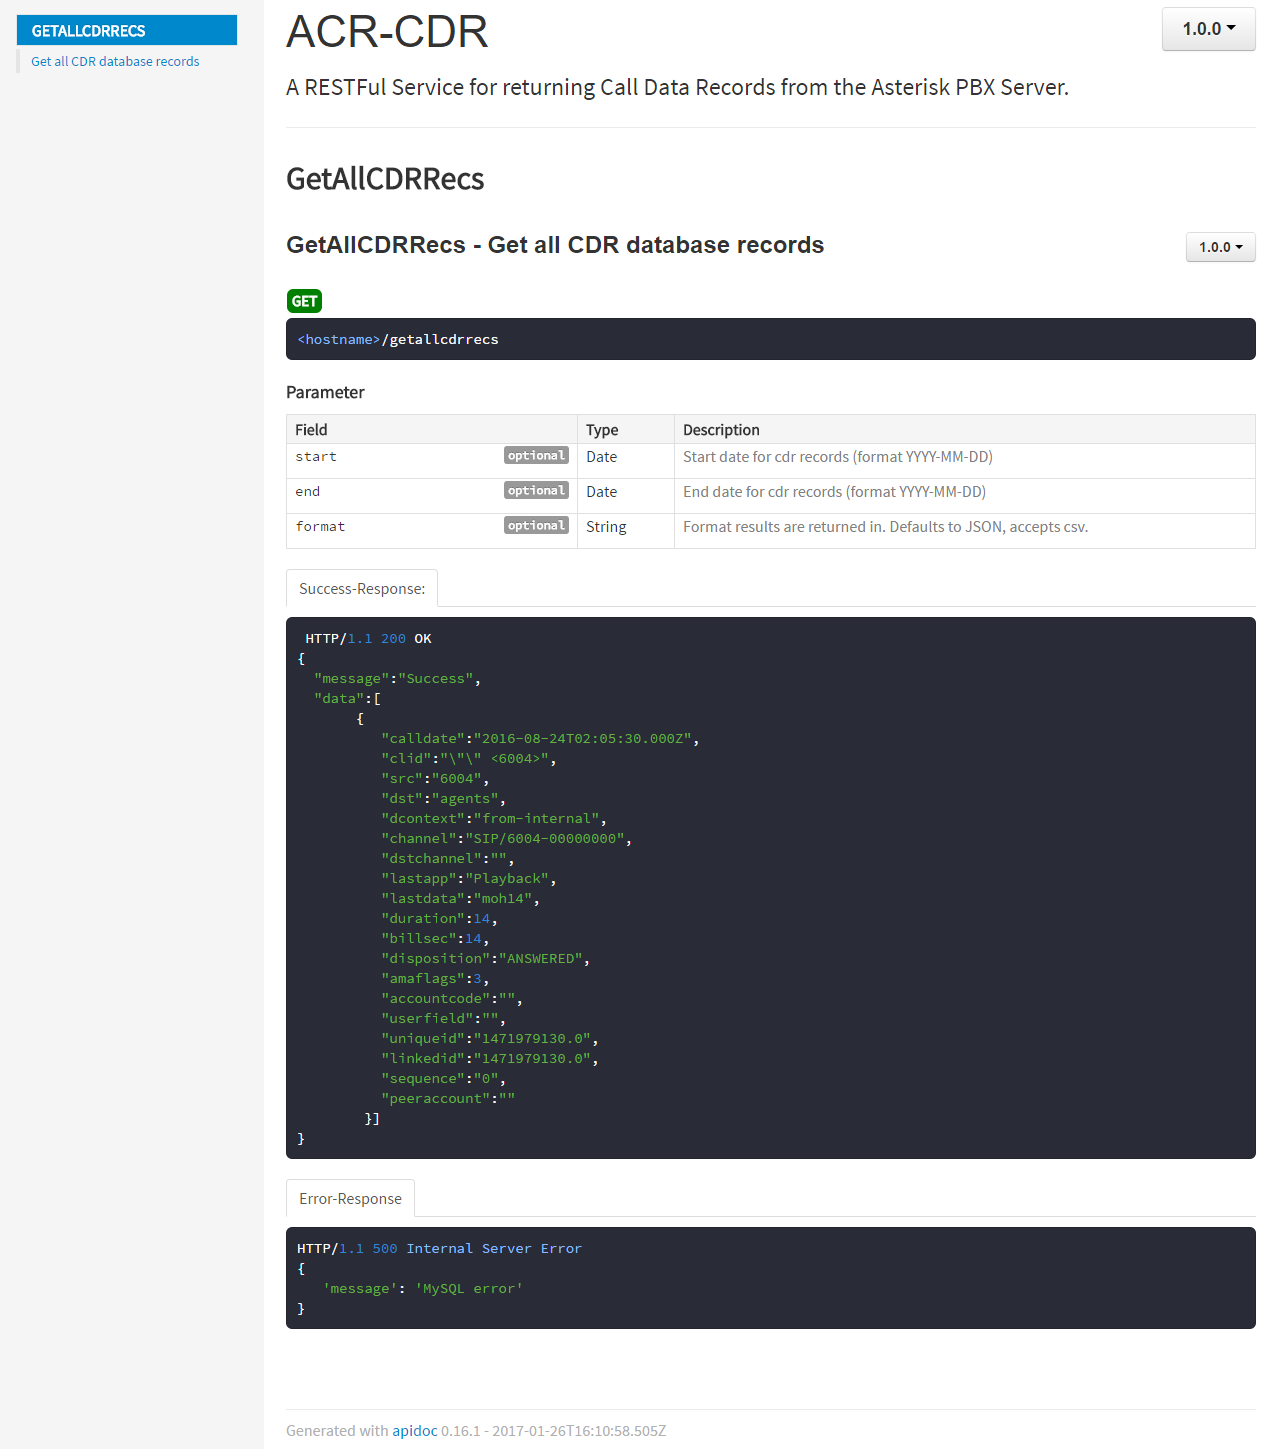 GETALLCDRRECS
Get all CDR database records
ACR-CDR
1.0.0
A RESTFul Service for returning Call Data Records from the Asterisk PBX Server.
GetAllCDRRecs
GetAllCDRRecs - Get all CDR database records
1.0.0
GET
<hostname>/getallcdrrecs
Parameter
Field Type Description
start optional Date Start date for cdr records (format YYYY-MM-DD)
end optional Date End date for cdr records (format YYYY-MM-DD)
format optional String Format results are returned in. Defaults to JSON, accepts csv.
Success-Response:
HTTP/1.1 200 OK
{
"message":"Success",
"data":[
{
"calldate":"2016-08-24T02:05:30.000Z",
"clid":"\"\" <6004>",
"src":"6004",
"dst":"agents",
"dcontext":"from-internal",
"channel":"SIP/6004-00000000",
"dstchannel":"",
"lastapp":"Playback",
"lastdata":"moh14",
"duration":14,
"billsec":14,
"disposition":"ANSWERED",
"amaflags":3,
"accountcode":"",
"userfield":"",
"uniqueid":"1471979130.0",
"linkedid":"1471979130.0",
"sequence":"0",
"peeraccount":""
}]
}
Error-Response
HTTP/1.1 500 Internal Server Error
{
'message': 'MySQL error'
}
Generated with apidoc 0.16.1 - 2017-01-26T16:10:58.505Z